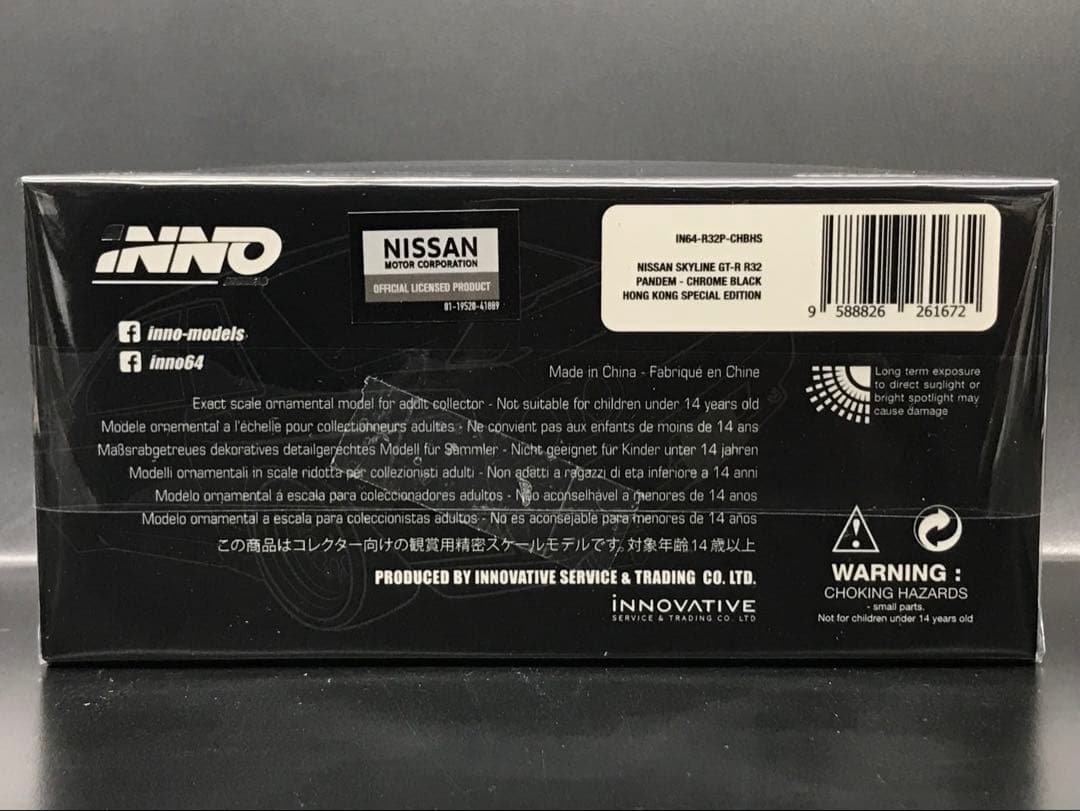 iNNO
NISSAN
MOTOR CORPORATION
OFFICIAL LICENSED PRODUCT
01-19520-41889
IN64-R32P-CHBHS
NISSAN SKYLINE GT-R R32
PANDEM - CHROME BLACK
HONG KONG SPECIAL EDITION
9 588826 261672
inno-models
inno64
Made in China - Fabriqué en Chine
Long term exposure
to direct sunlight or
bright spotlight may
cause damage
Exact scale ornamental model for adult collector - Not suitable for children under 14 years old
Modele ornemental a l'échelle pour collectionneurs adultes - Ne convient pas aux enfants de moins de 14 ans
Maßsrabgetreues dekoratives detailgerechtes Modell für Sammler - Nicht geeignet für Kinder unter 14 jahren
Modelli ornamentali in scale ridotta per collezionisti adulti - Non adatti a ragazzi di eta inferiore a 14 anni
Modelo ornamental á escala para coleccionadores adultos - Não aconselhável a menores de 14 anos
Modelo ornamental a escala para coleccionistas adultos - No es aconsejable para menores de 14 años
この商品はコレクター向けの観賞用精密スケールモデルです。対象年齢14歳以上
PRODUCED BY INNOVATIVE SERVICE & TRADING CO. LTD.
iNNOVATIVE
SERVICE & TRADING CO. LTD
WARNING :
CHOKING HAZARDS
- small parts.
Not for children under 14 years old